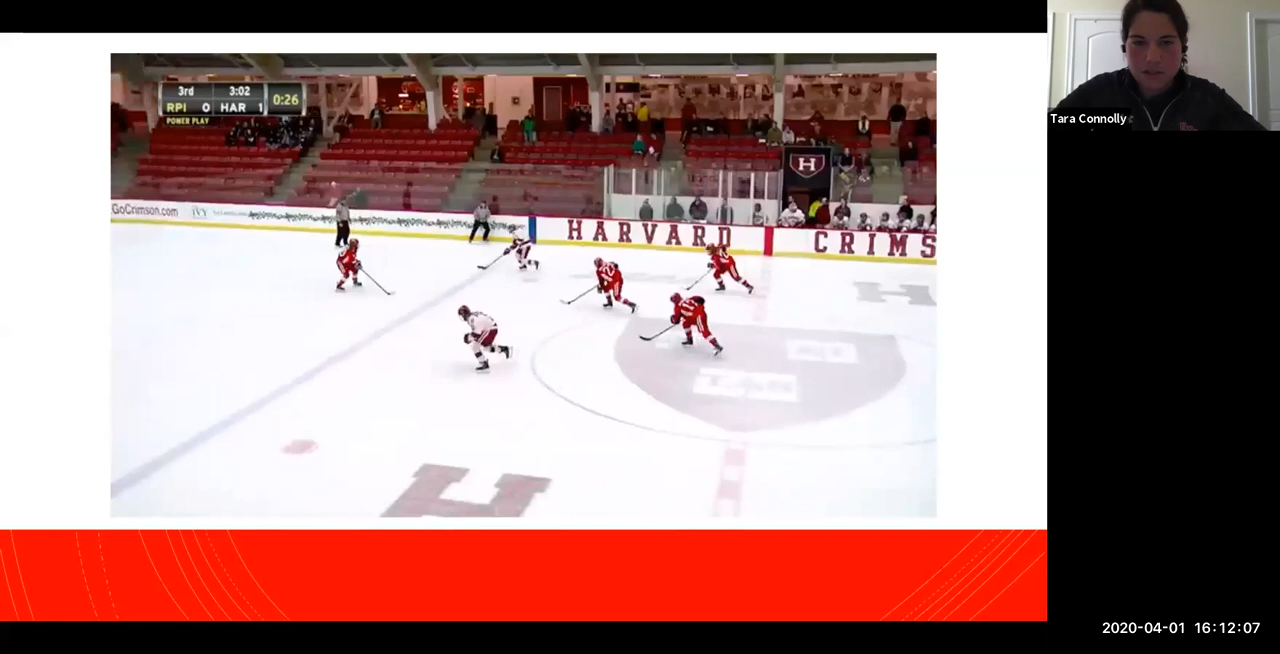 3rd 3:02
RPI 0 HAR 1 0:26
POWER PLAY
H
GoCrimson.com IVY
HARVARD CRIMS
H
H
Tara Connolly
2020-04-01 16:12:07